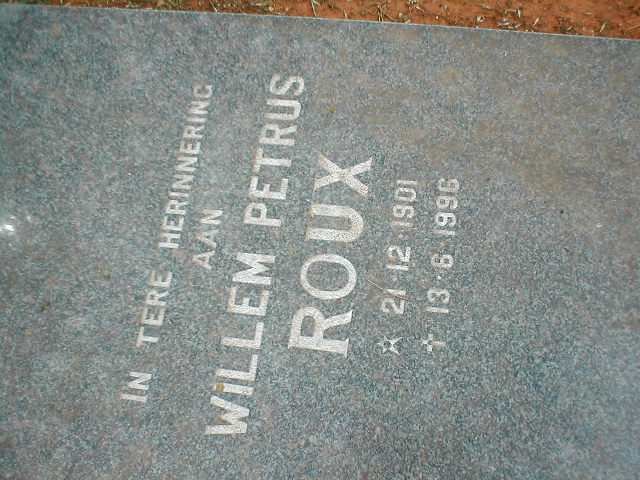 IN TERE HERINNERING
AAN
WILLEM PETRUS
ROUX
☆ 21·12·1901
✝ 13·6·1996